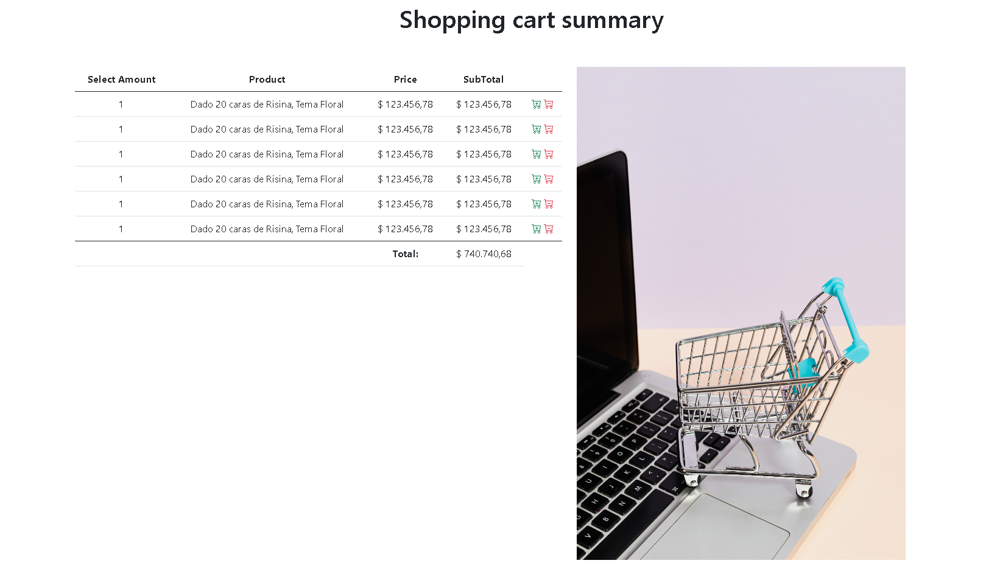 Shopping cart summary
Select Amount Product Price SubTotal
1 Dado 20 caras de Risina, Tema Floral $ 123.456,78 $ 123.456,78
1 Dado 20 caras de Risina, Tema Floral $ 123.456,78 $ 123.456,78
1 Dado 20 caras de Risina, Tema Floral $ 123.456,78 $ 123.456,78
1 Dado 20 caras de Risina, Tema Floral $ 123.456,78 $ 123.456,78
1 Dado 20 caras de Risina, Tema Floral $ 123.456,78 $ 123.456,78
1 Dado 20 caras de Risina, Tema Floral $ 123.456,78 $ 123.456,78
Total: $ 740.740,68